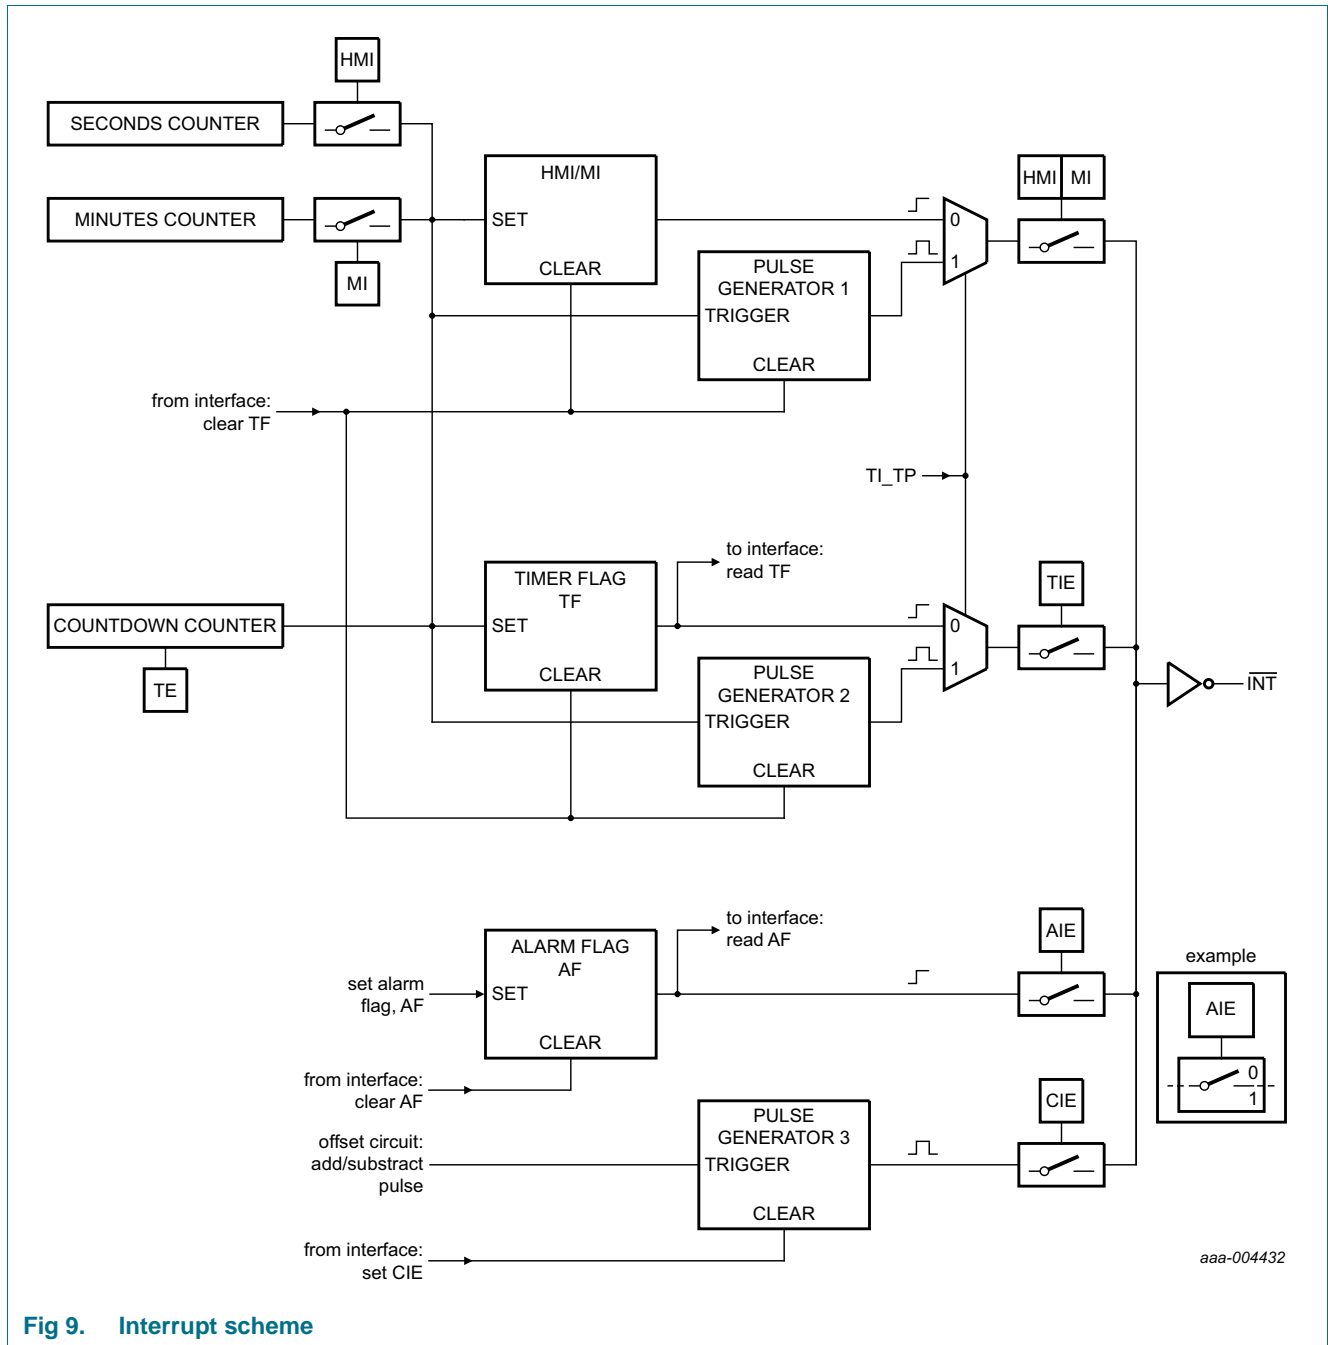 HMI
SECONDS COUNTER
MINUTES COUNTER
MI
HMI/MI
SET
CLEAR
PULSE
GENERATOR 1
TRIGGER
CLEAR
0
1
HMI MI
from interface:
clear TF
TI_TP
to interface:
read TF
TIMER FLAG
TF
SET
CLEAR
COUNTDOWN COUNTER
TE
PULSE
GENERATOR 2
TRIGGER
CLEAR
0
1
TIE
INT
to interface:
read AF
ALARM FLAG
AF
SET
CLEAR
set alarm
flag, AF
from interface:
clear AF
AIE
example
AIE
0
1
offset circuit:
add/substract
pulse
PULSE
GENERATOR 3
TRIGGER
CLEAR
CIE
from interface:
set CIE
aaa-004432
Fig 9. Interrupt scheme